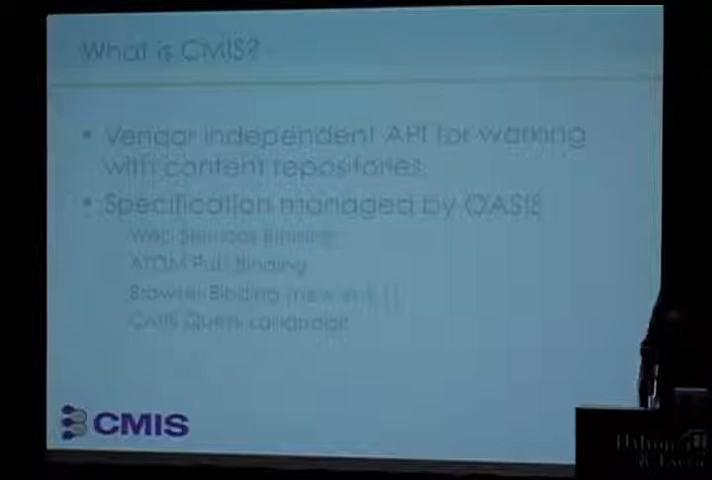 What is CMIS?
• Vendor independent API for working
with content repositories
• Specification managed by OASIS
Web Services Binding
ATOM Pub Binding
Browser Binding (new in 1.1)
CMIS Query Language
CMIS
Hilton